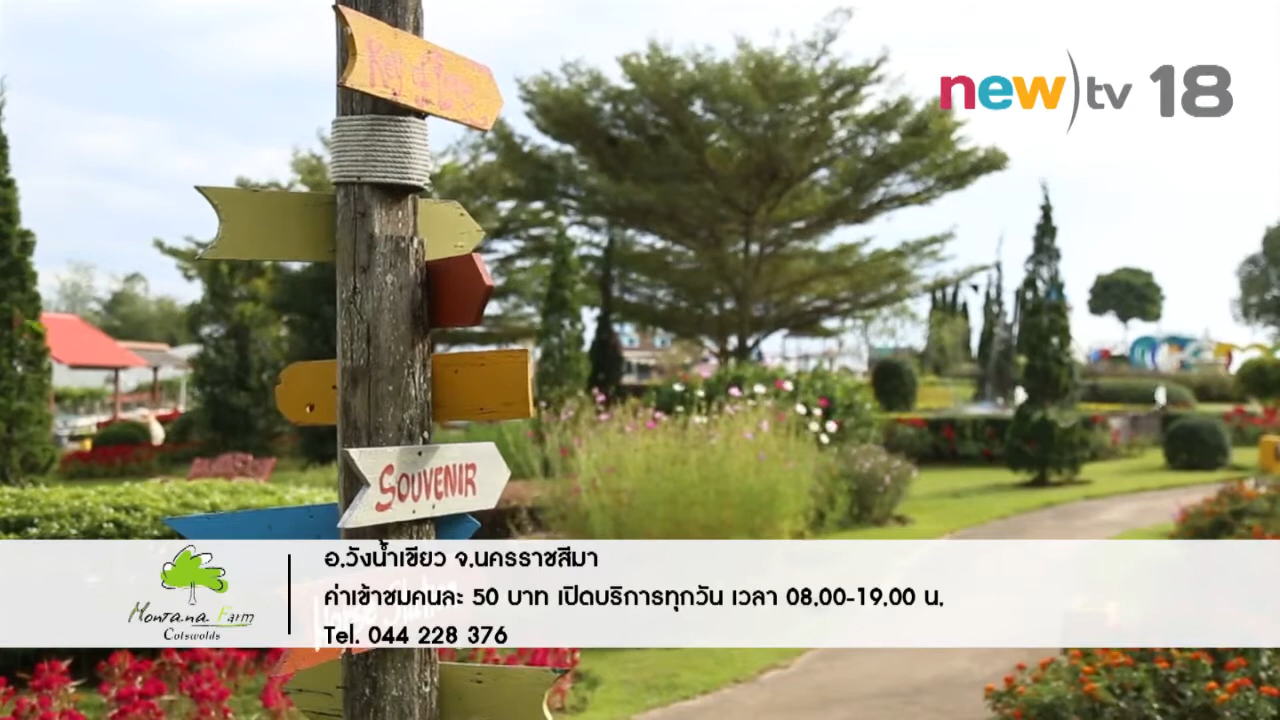 new)tv 18
SOUVENIR
Montana Farm
Cotswolds
อ.วังน้ำเขียว จ.นครราชสีมา
ค่าเข้าชมคนละ 50 บาท เปิดบริการทุกวัน เวลา 08.00-19.00 น.
Tel. 044 228 376